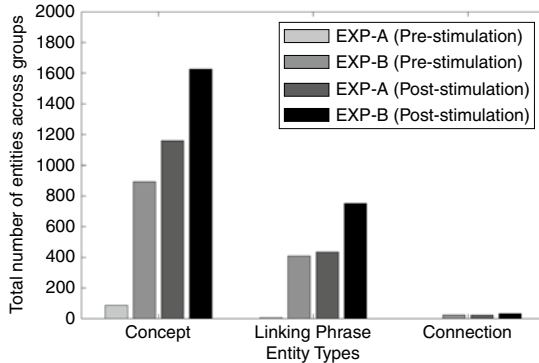 Total number of entities across groups
2000
1800
1600
1400
1200
1000
800
600
400
200
0
EXP-A (Pre-stimulation)
EXP-B (Pre-stimulation)
EXP-A (Post-stimulation)
EXP-B (Post-stimulation)
Concept
Linking Phrase
Connection
Entity Types